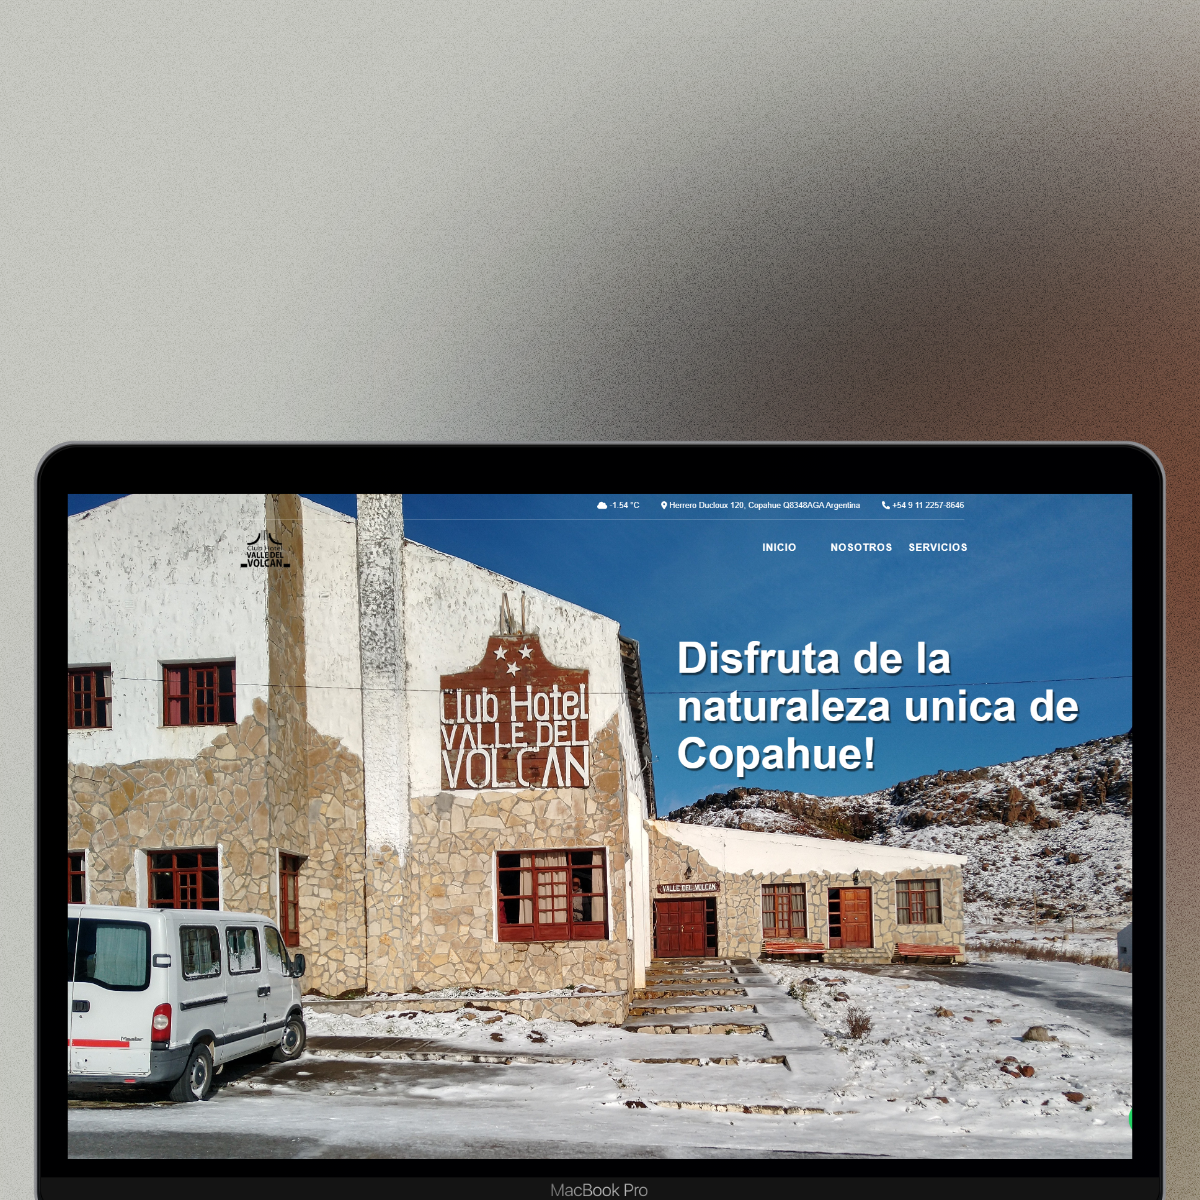 -1.54 °C Herrero Ducloux 120, Copahue Q8348AGA Argentina +54 9 11 2257-8646
Club Hotel
VALLE DEL
VOLCAN
INICIO NOSOTROS SERVICIOS
Disfruta de la
naturaleza unica de
Copahue!
Club Hotel
VALLE DEL
VOLCAN
VALLE DEL VOLCAN
MacBook Pro